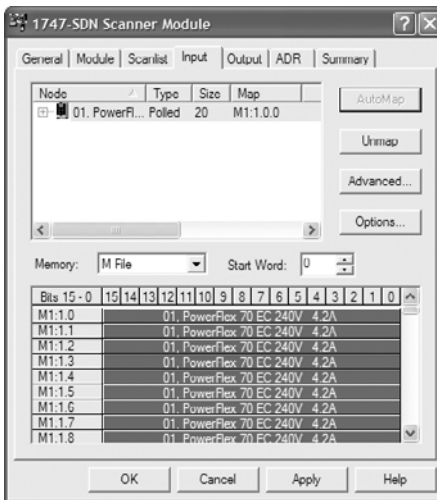 1747-SDN Scanner Module
General Module Scanlist Input Output ADR Summary
Node Type Size Map
01. PowerFl... Polled 20 M1:1.0.0
AutoMap
Unmap
Advanced...
Options...
Memory: M File Start Word: 0
Bits 15 - 0 15 14 13 12 11 10 9 8 7 6 5 4 3 2 1 0
M1:1.0 01, PowerFlex 70 EC 240V 4.2A
M1:1.1 01, PowerFlex 70 EC 240V 4.2A
M1:1.2 01, PowerFlex 70 EC 240V 4.2A
M1:1.3 01, PowerFlex 70 EC 240V 4.2A
M1:1.4 01, PowerFlex 70 EC 240V 4.2A
M1:1.5 01, PowerFlex 70 EC 240V 4.2A
M1:1.6 01, PowerFlex 70 EC 240V 4.2A
M1:1.7 01, PowerFlex 70 EC 240V 4.2A
M1:1.8 01, PowerFlex 70 EC 240V 4.2A
OK Cancel Apply Help